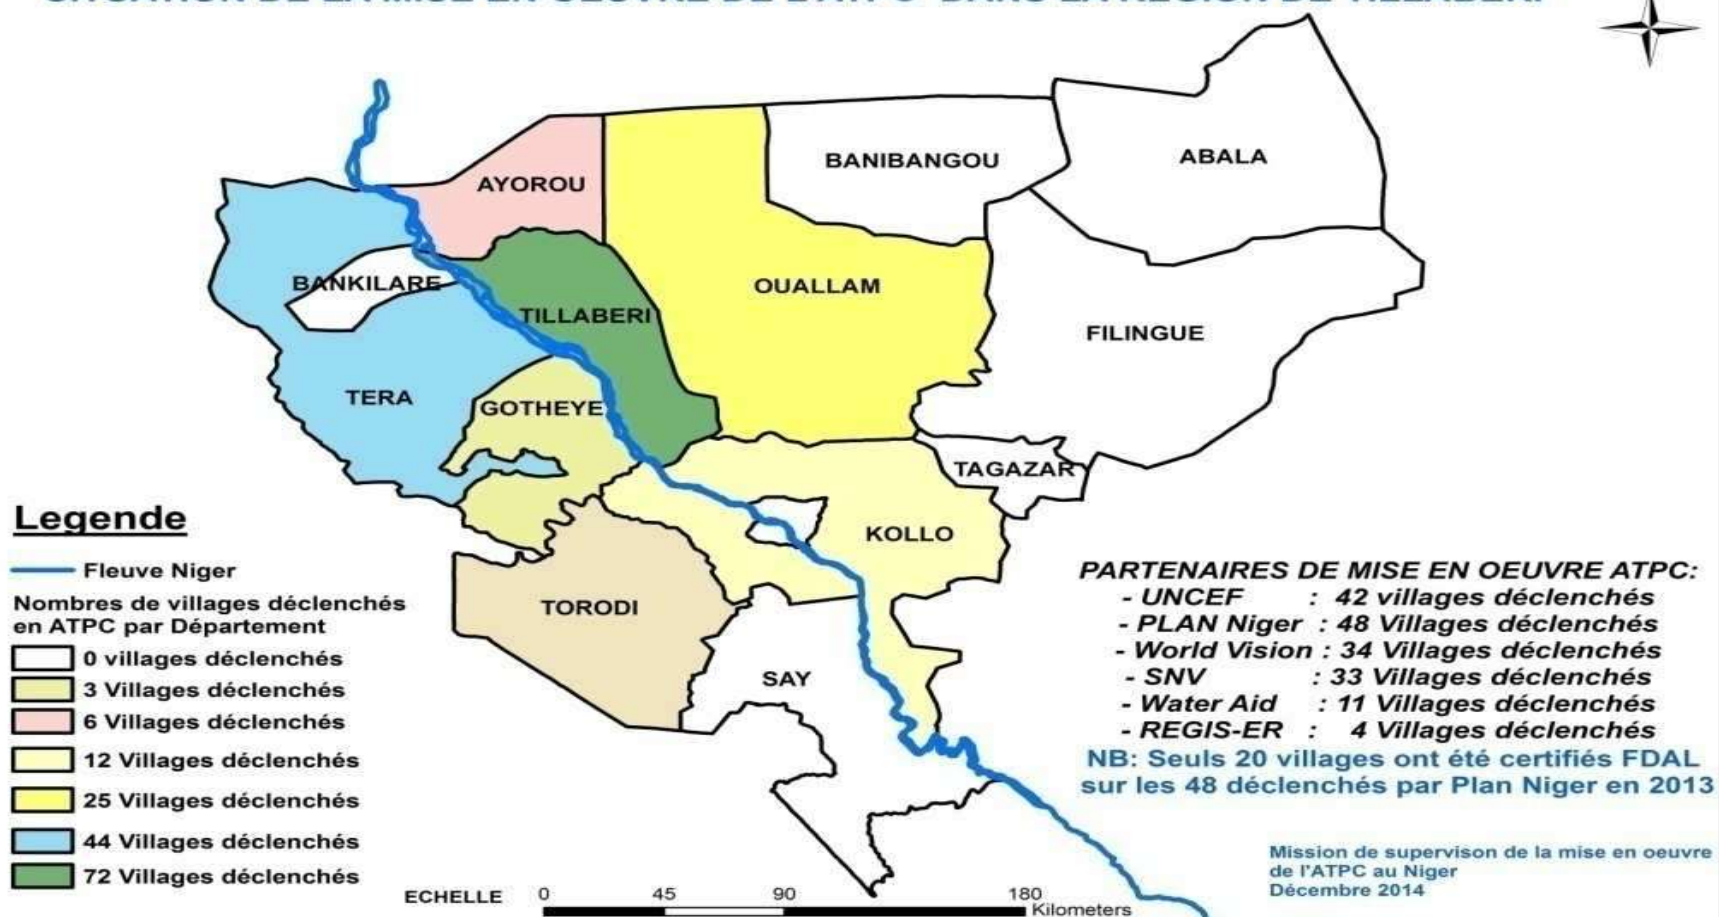 AYOROU
BANIBANGOU
ABALA
BANKILARE
TILLABERI
OUALLAM
FILINGUE
TERA
GOTHEYE
TAGAZAR
KOLLO
TORODI
SAY
Legende
Fleuve Niger
Nombres de villages déclenchés
en ATPC par Département
0 villages déclenchés
3 Villages déclenchés
6 Villages déclenchés
12 Villages déclenchés
25 Villages déclenchés
44 Villages déclenchés
72 Villages déclenchés
PARTENAIRES DE MISE EN OEUVRE ATPC:
- UNCEF : 42 villages déclenchés
- PLAN Niger : 48 Villages déclenchés
- World Vision : 34 Villages déclenchés
- SNV : 33 Villages déclenchés
- Water Aid : 11 Villages déclenchés
- REGIS-ER : 4 Villages déclenchés
NB: Seuls 20 villages ont été certifiés FDAL
sur les 48 déclenchés par Plan Niger en 2013
Mission de supervison de la mise en oeuvre
de l'ATPC au Niger
Décembre 2014
ECHELLE 0 45 90 180
Kilometers